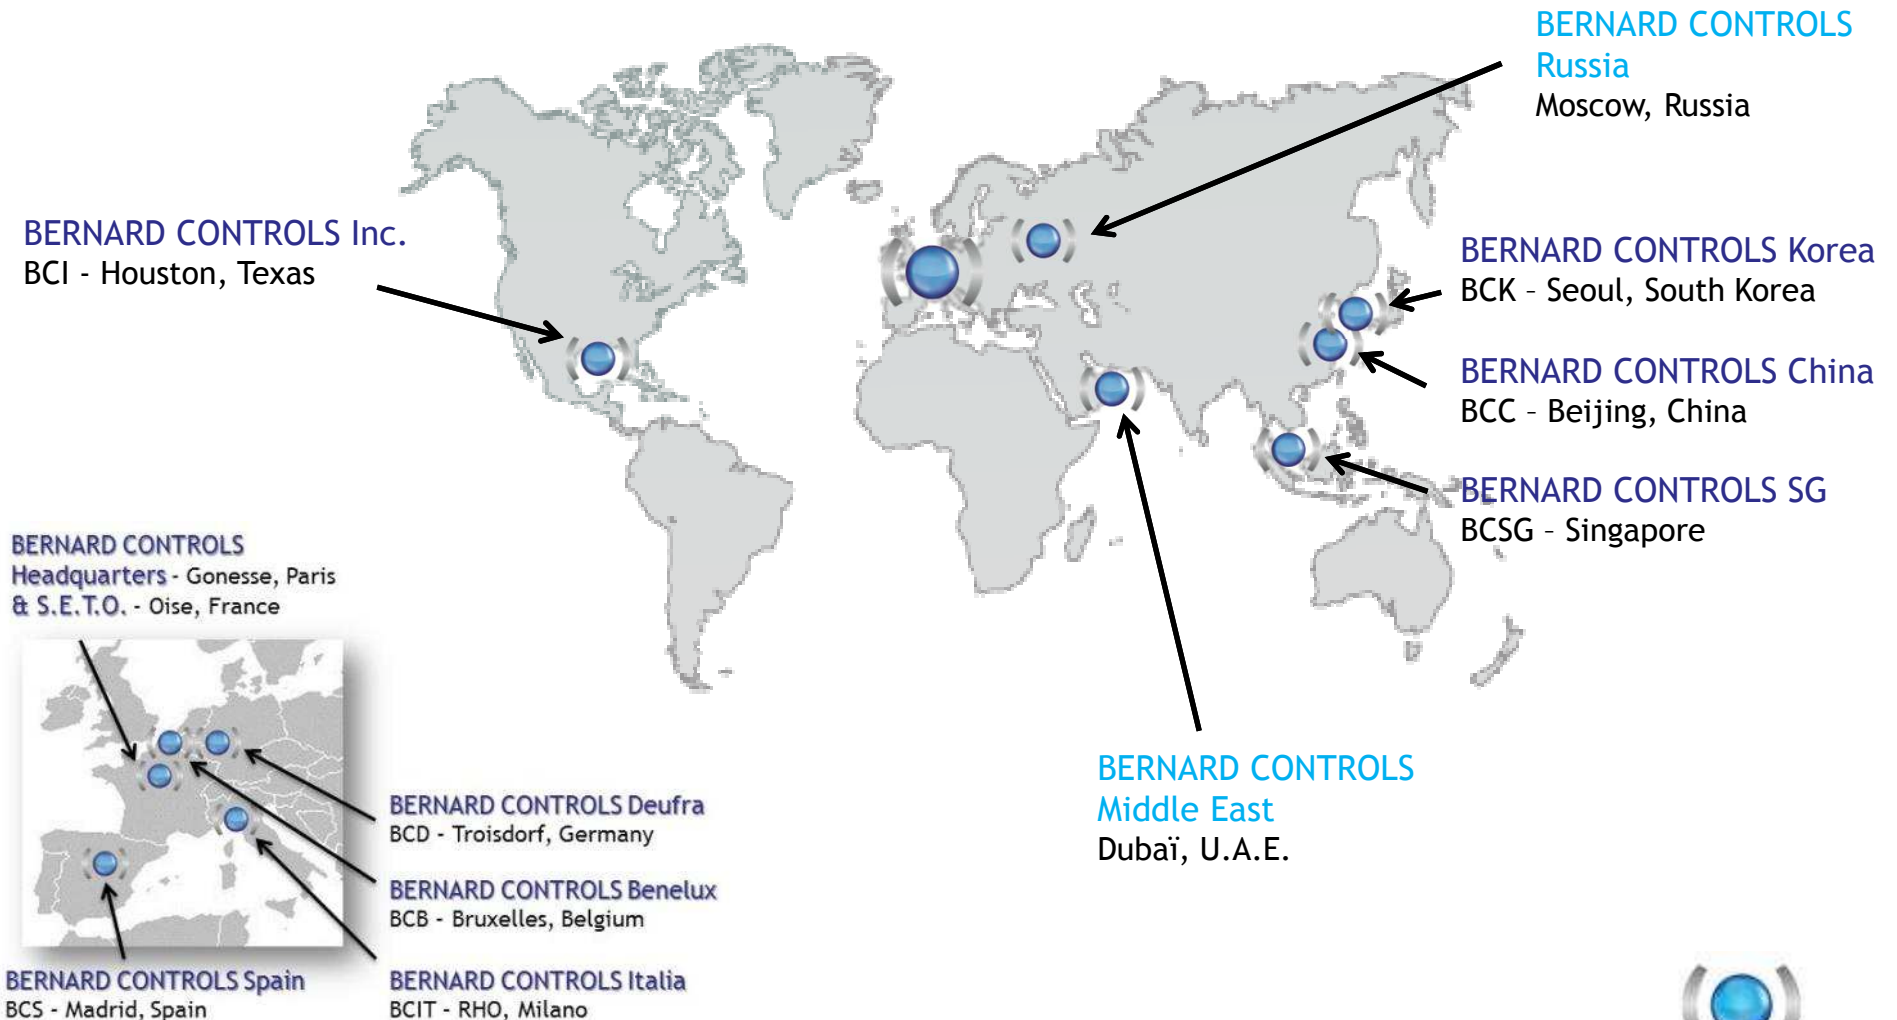 BERNARD CONTROLS
Russia
Moscow, Russia
BERNARD CONTROLS Inc.
BCI - Houston, Texas
BERNARD CONTROLS Korea
BCK – Seoul, South Korea
BERNARD CONTROLS China
BCC – Beijing, China
BERNARD CONTROLS SG
BCSG – Singapore
BERNARD CONTROLS
Headquarters - Gonesse, Paris
& S.E.T.O. - Oise, France
BERNARD CONTROLS
Middle East
Dubaï, U.A.E.
BERNARD CONTROLS Deufra
BCD - Troisdorf, Germany
BERNARD CONTROLS Benelux
BCB - Bruxelles, Belgium
BERNARD CONTROLS Spain
BCS - Madrid, Spain
BERNARD CONTROLS Italia
BCIT - RHO, Milano